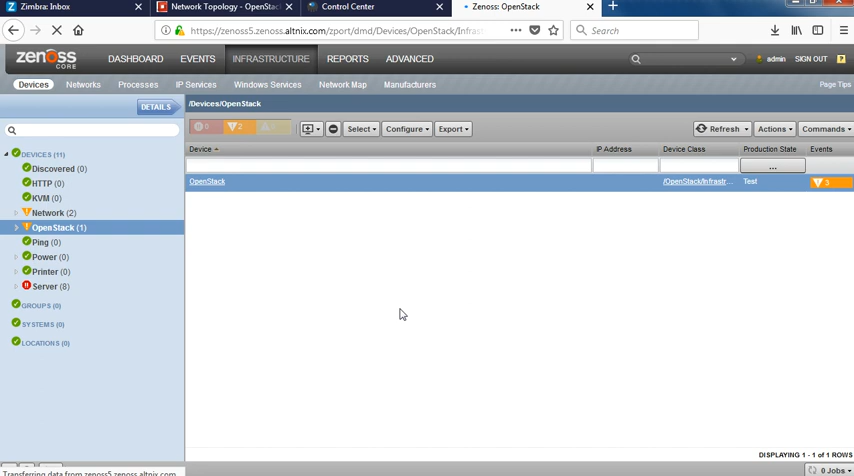 Zimbra: Inbox
Network Topology - OpenStack
Control Center
Zenoss: OpenStack
https://zenoss5.zenoss.altnix.com/zport/dmd/Devices/OpenStack/Infrast
Search
zenoss CORE
DASHBOARD
EVENTS
INFRASTRUCTURE
REPORTS
ADVANCED
admin
SIGN OUT
?
Devices
Networks
Processes
IP Services
Windows Services
Network Map
Manufacturers
Page Tips
DETAILS
/Devices/OpenStack
0
2
Select
Configure
Export
Refresh
Actions
Commands
Device
IP Address
Device Class
Production State
Events
...
OpenStack
/OpenStack/Infrastr...
Test
3
DEVICES (11)
Discovered (0)
HTTP (0)
KVM (0)
Network (2)
OpenStack (1)
Ping (0)
Power (0)
Printer (0)
Server (8)
GROUPS (0)
SYSTEMS (0)
LOCATIONS (0)
DISPLAYING 1 - 1 of 1 ROWS
Transferring data from zenoss5.zenoss.altnix.com...
0 Jobs